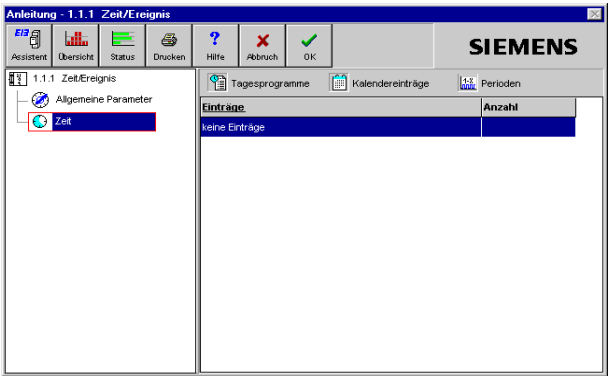 Anleitung - 1.1.1 Zeit/Ereignis
EIB
Assistent Übersicht Status Drucken Hilfe Abbruch OK
SIEMENS
1.1.1 Zeit/Ereignis
Allgemeine Parameter
Zeit
Tagesprogramme Kalendereinträge 1-X Perioden
Einträge Anzahl
keine Einträge